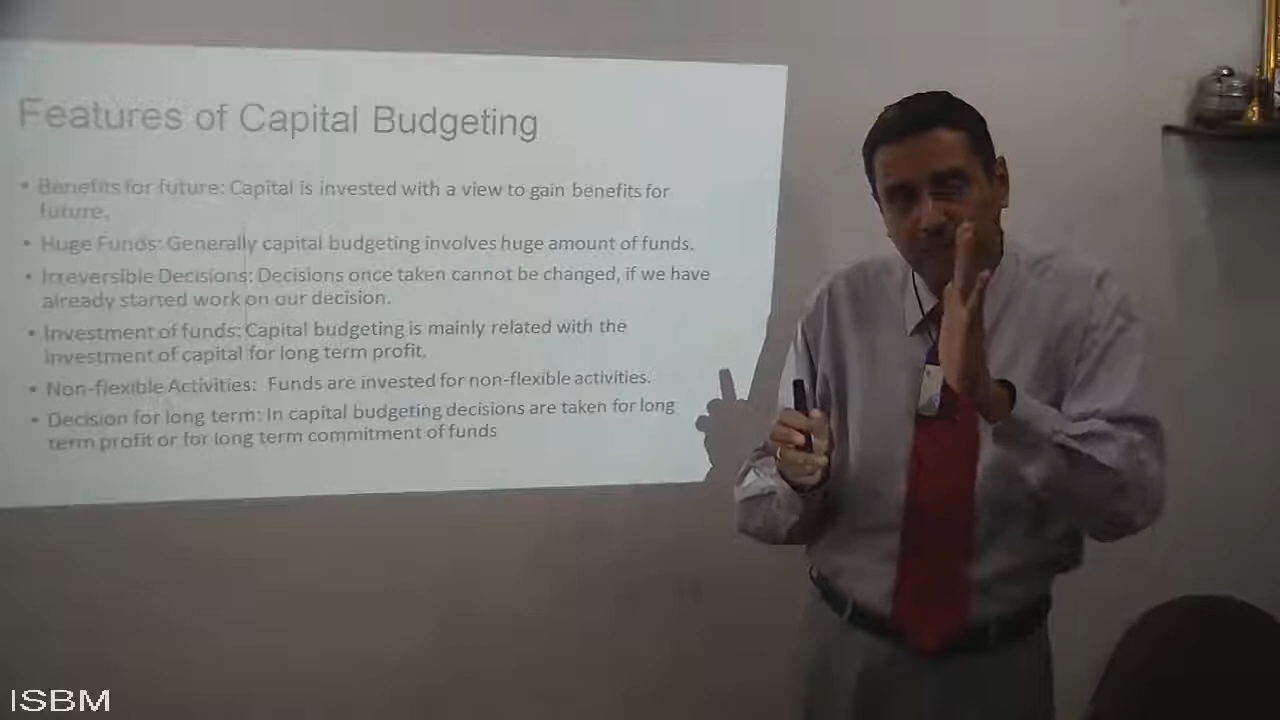 Features of Capital Budgeting
• Benefits for future: Capital is invested with a view to gain benefits for
future.
• Huge Funds: Generally capital budgeting involves huge amount of funds.
• Irreversible Decisions: Decisions once taken cannot be changed, if we have
already started work on our decision.
• Investment of funds: Capital budgeting is mainly related with the
investment of capital for long term profit.
• Non-flexible Activities: Funds are invested for non-flexible activities.
• Decision for long term: In capital budgeting decisions are taken for long
term profit or for long term commitment of funds
ISBM